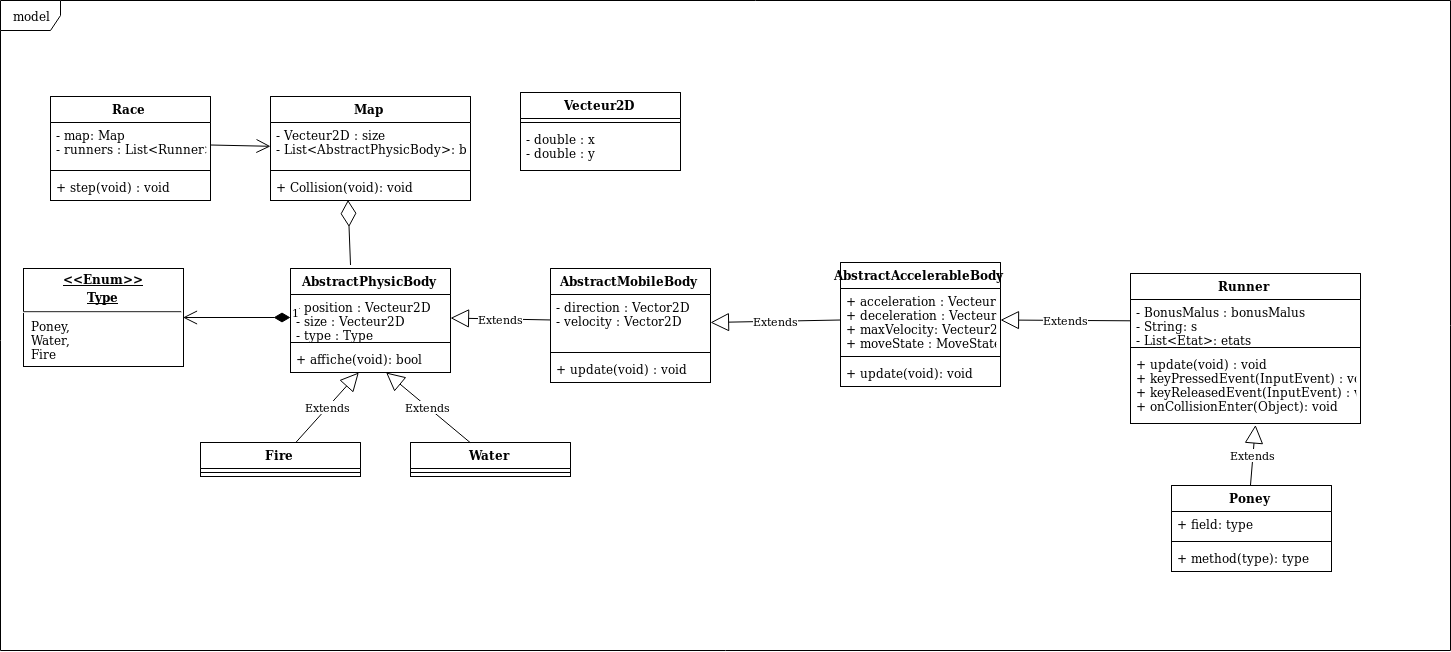 model
Race
- map: Map
- runners : List<Runner
+ step(void) : void
Map
- Vecteur2D : size
- List<AbstractPhysicBody>: b
+ Collision(void): void
Vecteur2D
- double : x
- double : y
<<Enum>>
Type
Poney,
Water,
Fire
1
AbstractPhysicBody
position : Vecteur2D
- size : Vecteur2D
- type : Type
+ affiche(void): bool
Extends
AbstractMobileBody
- direction : Vector2D
- velocity : Vector2D
+ update(void) : void
Extends
AbstractAccelerableBody
+ acceleration : Vecteur
+ deceleration : Vecteur
+ maxVelocity: Vecteur2
+ moveState : MoveState
+ update(void): void
Extends
Runner
- BonusMalus : bonusMalus
- String: s
- List<Etat>: etats
+ update(void) : void
+ keyPressedEvent(InputEvent) : v
+ keyReleasedEvent(InputEvent) :
+ onCollisionEnter(Object): void
Extends
Extends
Fire
Water
Extends
Poney
+ field: type
+ method(type): type